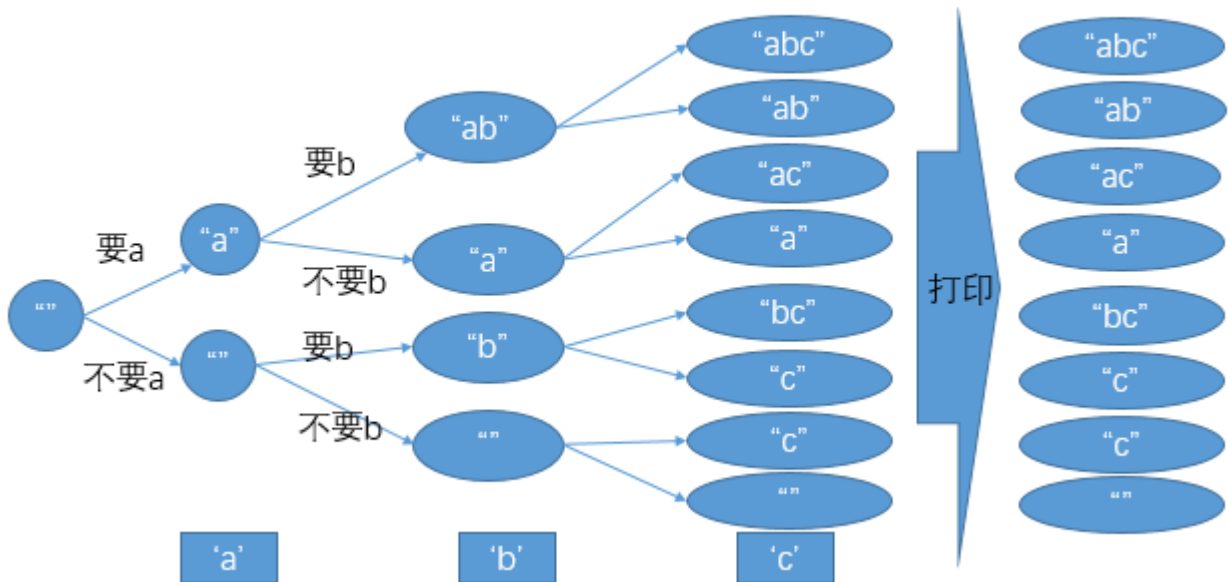 “abc”
“abc”
“ab”
“ab”
“ab”
要b
“ac”
“ac”
“a”
要a
“a”
“a”
“a”
不要b
打印
“”
“bc”
“bc”
要b
“b”
“”
不要a
“c”
“c”
不要b
“”
“c”
“c”
“”
“”
‘a’
‘b’
‘c’